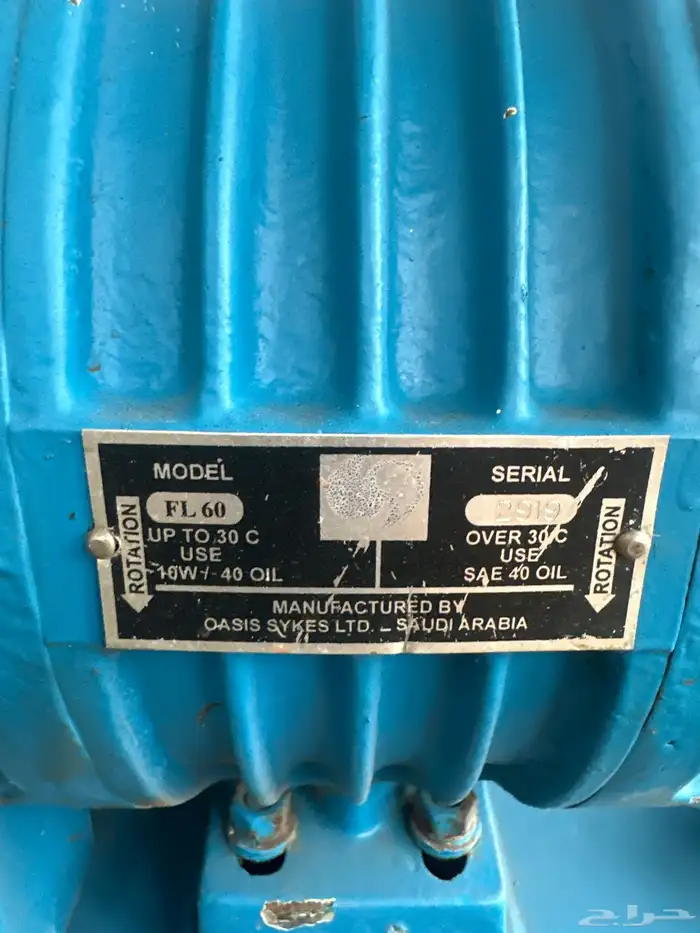 MODEL
FL 60
UP TO 30 C
USE
10W / 40 OIL
SERIAL
2919
OVER 30 C
USE
SAE 40 OIL
ROTATION
ROTATION
MANUFACTURED BY
OASIS SYKES LTD. – SAUDI ARABIA
حراج